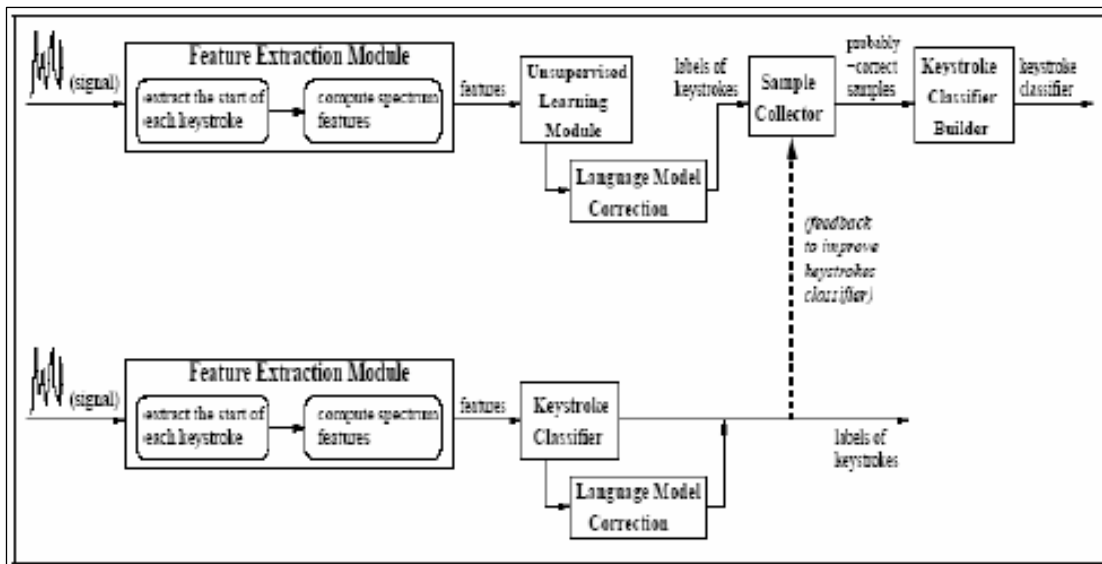 Feature Extraction Module
(signal)
extract the start of
each keystroke
compute spectrum
features
features
Unsupervised
Learning
Module
Language Model
Correction
labels of
keystrokes
Sample
Collector
probably
-correct
samples
Keystroke
Classifier
Builder
keystroke
classifier
(feedback
to improve
keystrokes
classifier)
Feature Extraction Module
(signal)
extract the start of
each keystroke
compute spectrum
features
features
Keystroke
Classifier
Language Model
Correction
labels of
keystrokes